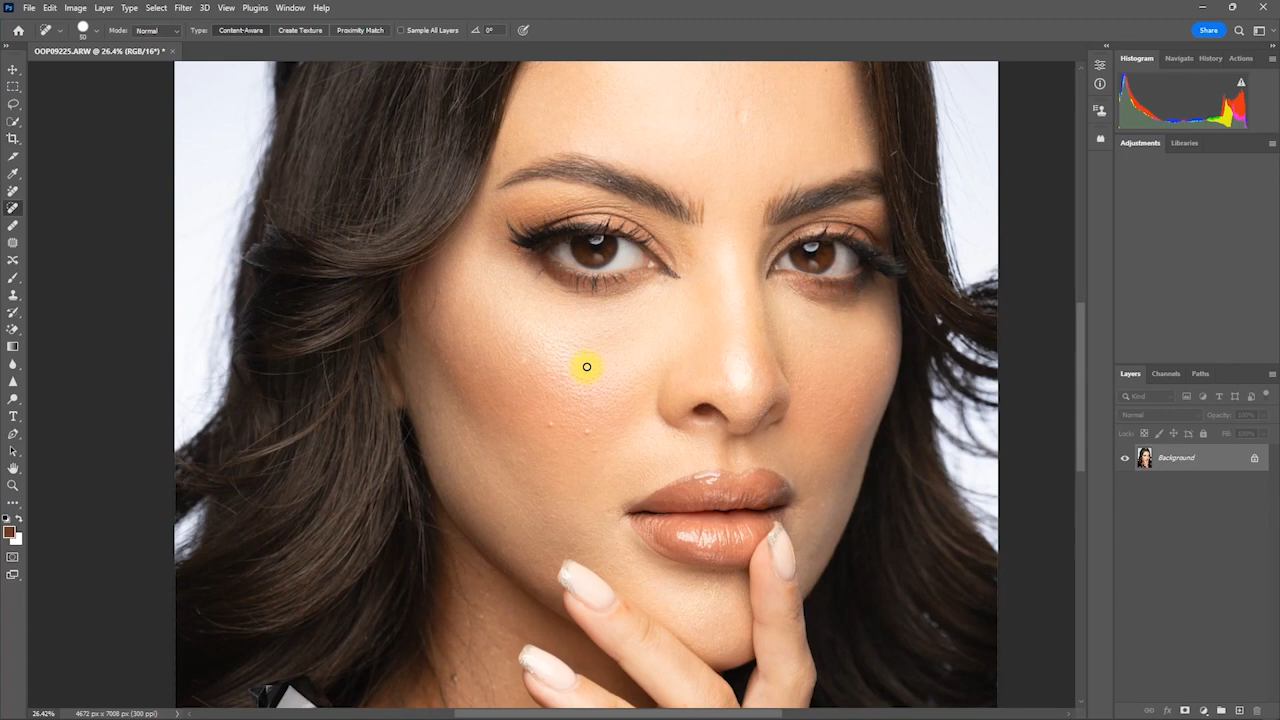 Ps File Edit Image Layer Type Select Filter 3D View Plugins Window Help
50 Mode: Normal Type: Content-Aware Create Texture Proximity Match Sample All Layers 0° Share
OOP09225.ARW @ 26.4% (RGB/16*) * ×
Histogram Navigate History Actions
Adjustments Libraries
Layers Channels Paths
Kind
Normal Opacity: 100%
Lock: Fill: 100%
Background
26.42% 4672 px x 7008 px (300 ppi)
fx